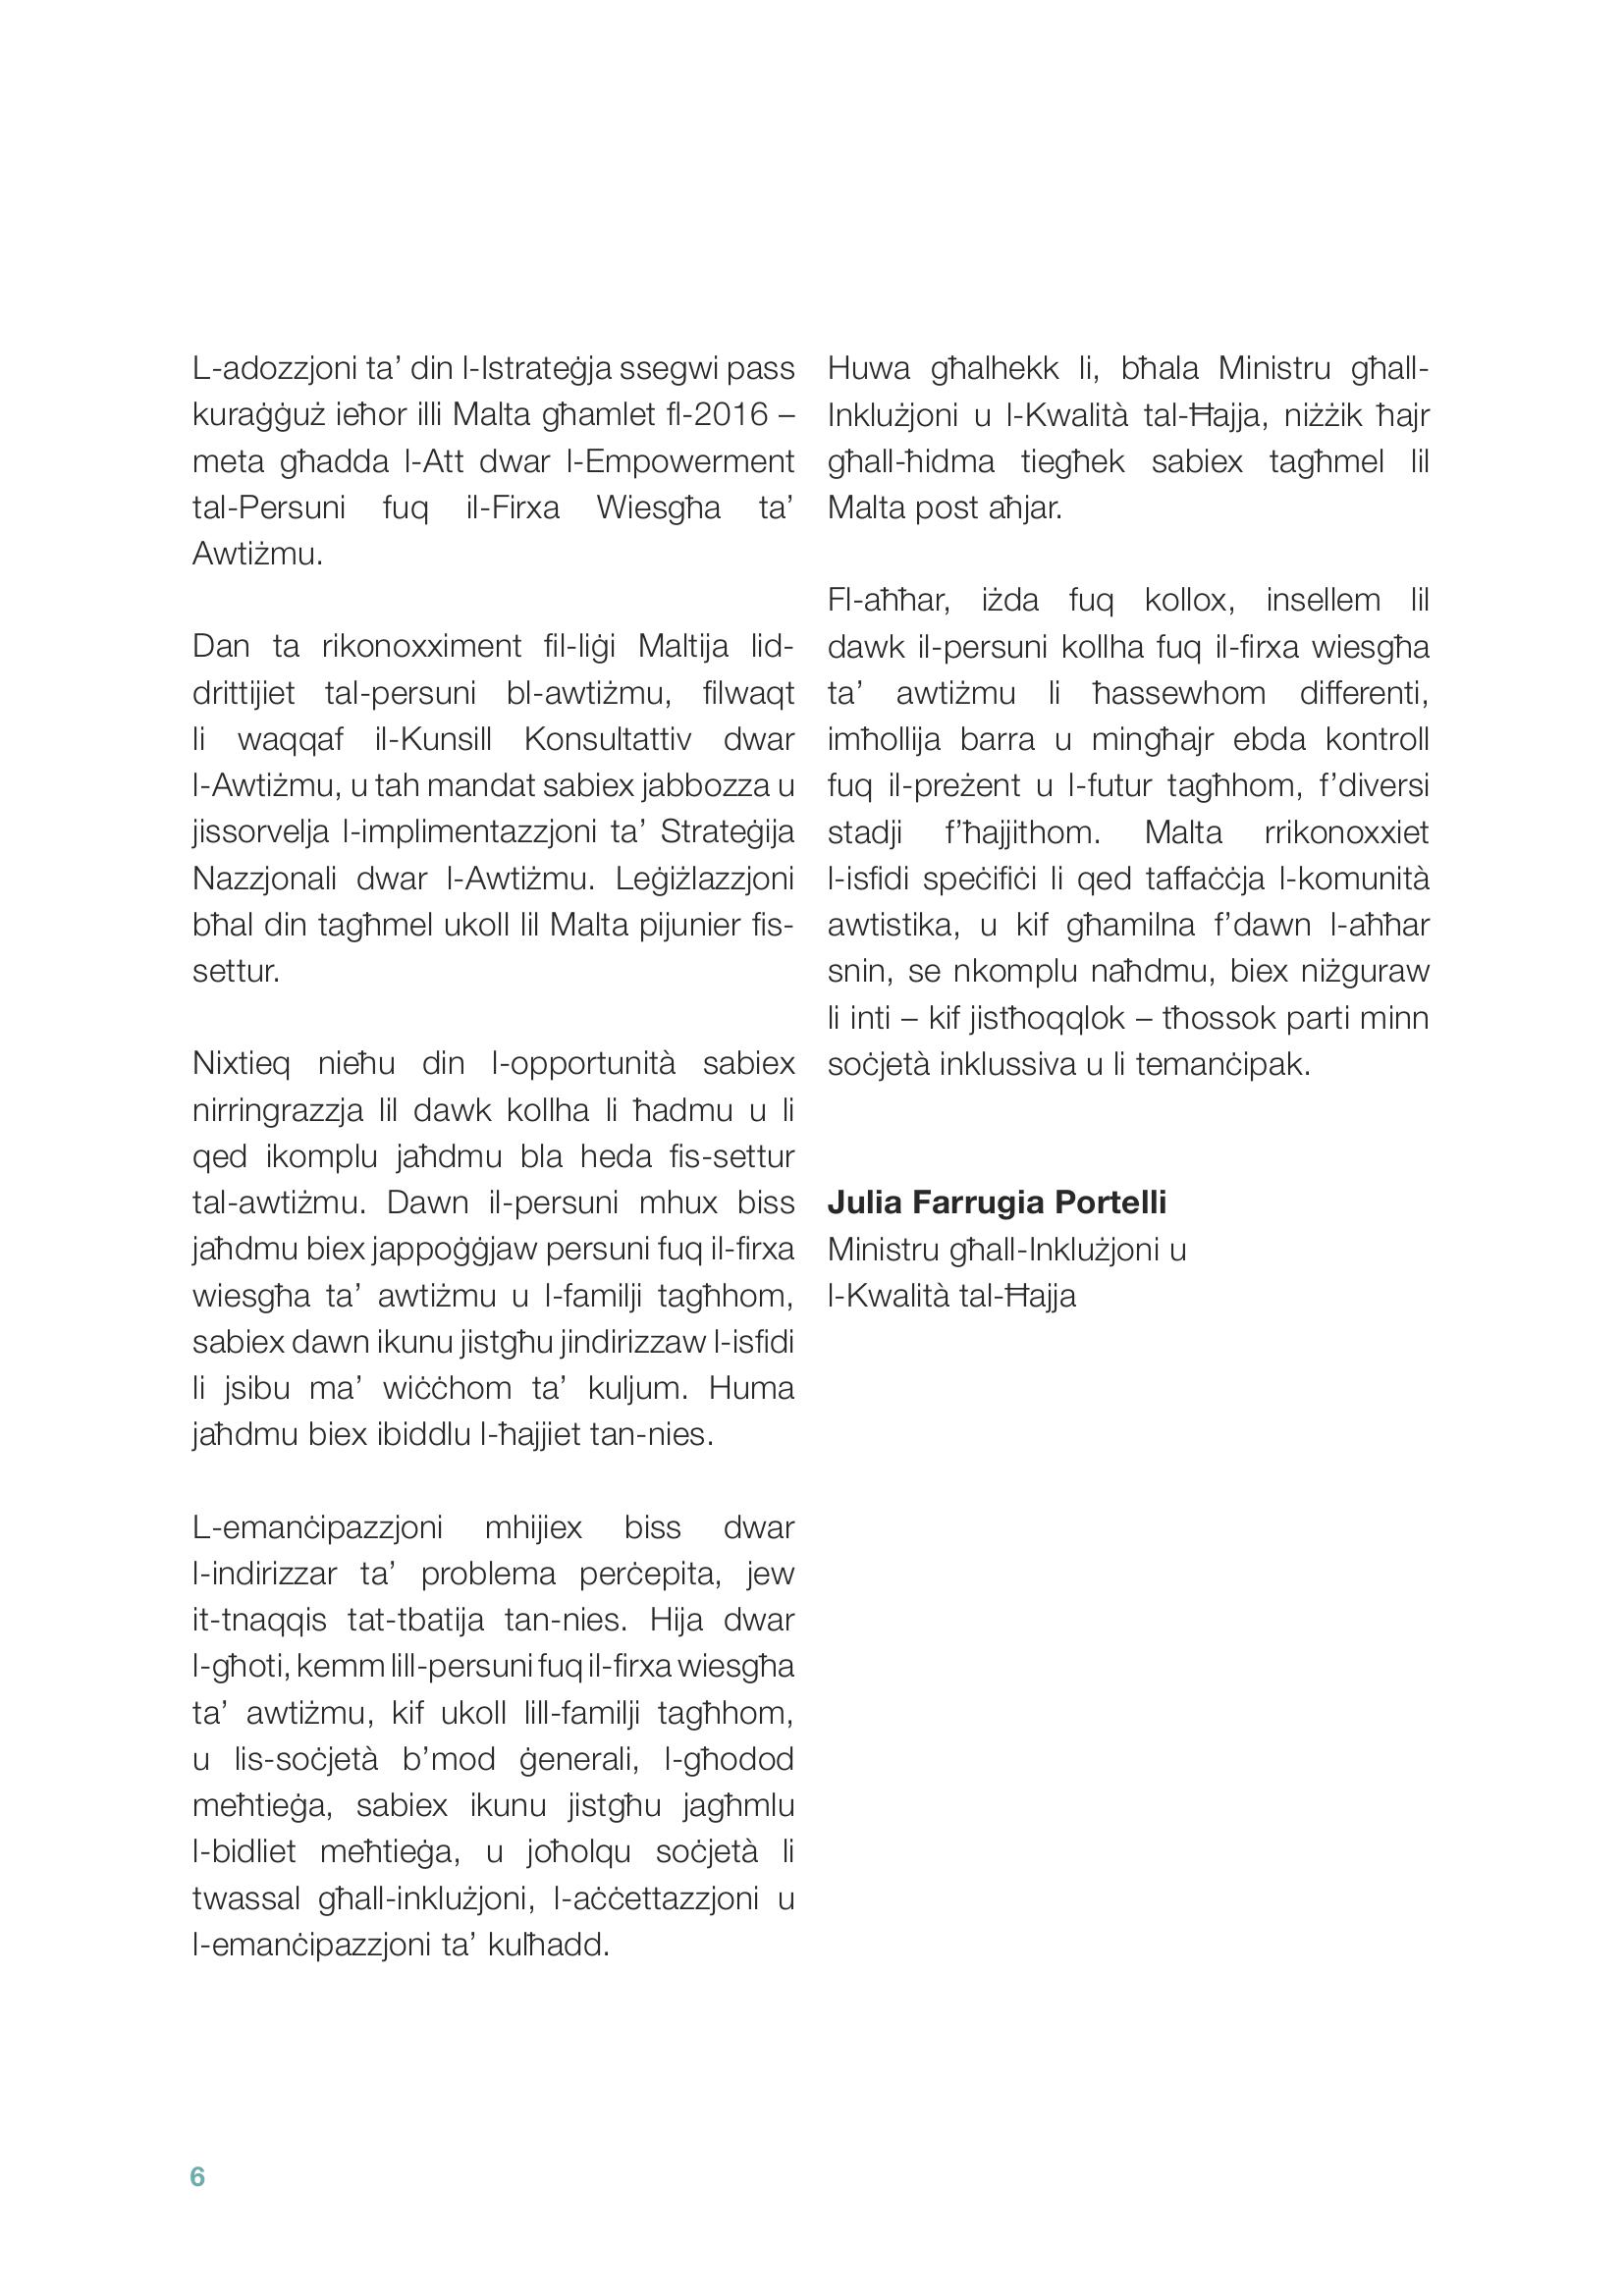 L-adozzjoni ta’ din l-Istrateġja ssegwi pass
kuraġġuż ieħor illi Malta għamlet fl-2016 –
meta għadda l-Att dwar l-Empowerment
tal-Persuni fuq il-Firxa Wiesgħa ta’
Awtiżmu.
Dan ta rikonoxximent fil-liġi Maltija lid-
drittijiet tal-persuni bl-awtiżmu, filwaqt
li waqqaf il-Kunsill Konsultattiv dwar
l-Awtiżmu, u tah mandat sabiex jabbozza u
jissorvelja l-implimentazzjoni ta’ Strateġija
Nazzjonali dwar l-Awtiżmu. Leġiżlazzjoni
bħal din tagħmel ukoll lil Malta pijunier fis-
settur.
Nixtieq nieħu din l-opportunità sabiex
nirringrazzja lil dawk kollha li ħadmu u li
qed ikomplu jaħdmu bla heda fis-settur
tal-awtiżmu. Dawn il-persuni mhux biss
jaħdmu biex jappoġġjaw persuni fuq il-firxa
wiesgħa ta’ awtiżmu u l-familji tagħhom,
sabiex dawn ikunu jistgħu jindirizzaw l-isfidi
li jsibu ma’ wiċċhom ta’ kuljum. Huma
jaħdmu biex ibiddlu l-ħajjiet tan-nies.
L-emanċipazzjoni mhijiex biss dwar
l-indirizzar ta’ problema perċepita, jew
it-tnaqqis tat-tbatija tan-nies. Hija dwar
l-għoti, kemm lill-persuni fuq il-firxa wiesgħa
ta’ awtiżmu, kif ukoll lill-familji tagħhom,
u lis-soċjetà b’mod ġenerali, l-għodod
meħtieġa, sabiex ikunu jistgħu jagħmlu
l-bidliet meħtieġa, u joħolqu soċjetà li
twassal għall-inklużjoni, l-aċċettazzjoni u
l-emanċipazzjoni ta’ kulħadd.
Huwa għalhekk li, bħala Ministru għall-
Inklużjoni u l-Kwalità tal-Ħajja, niżżik ħajr
għall-ħidma tiegħek sabiex tagħmel lil
Malta post aħjar.
Fl-aħħar, iżda fuq kollox, insellem lil
dawk il-persuni kollha fuq il-firxa wiesgħa
ta’ awtiżmu li ħassewhom differenti,
imħollija barra u mingħajr ebda kontroll
fuq il-preżent u l-futur tagħhom, f’diversi
stadji f’ħajjithom. Malta rrikonoxxiet
l-isfidi speċifiċi li qed taffaċċja l-komunità
awtistika, u kif għamilna f’dawn l-aħħar
snin, se nkomplu naħdmu, biex niżguraw
li inti – kif jistħoqqlok – tħossok parti minn
soċjetà inklussiva u li temanċipak.
Julia Farrugia Portelli
Ministru għall-Inklużjoni u
l-Kwalità tal-Ħajja
6